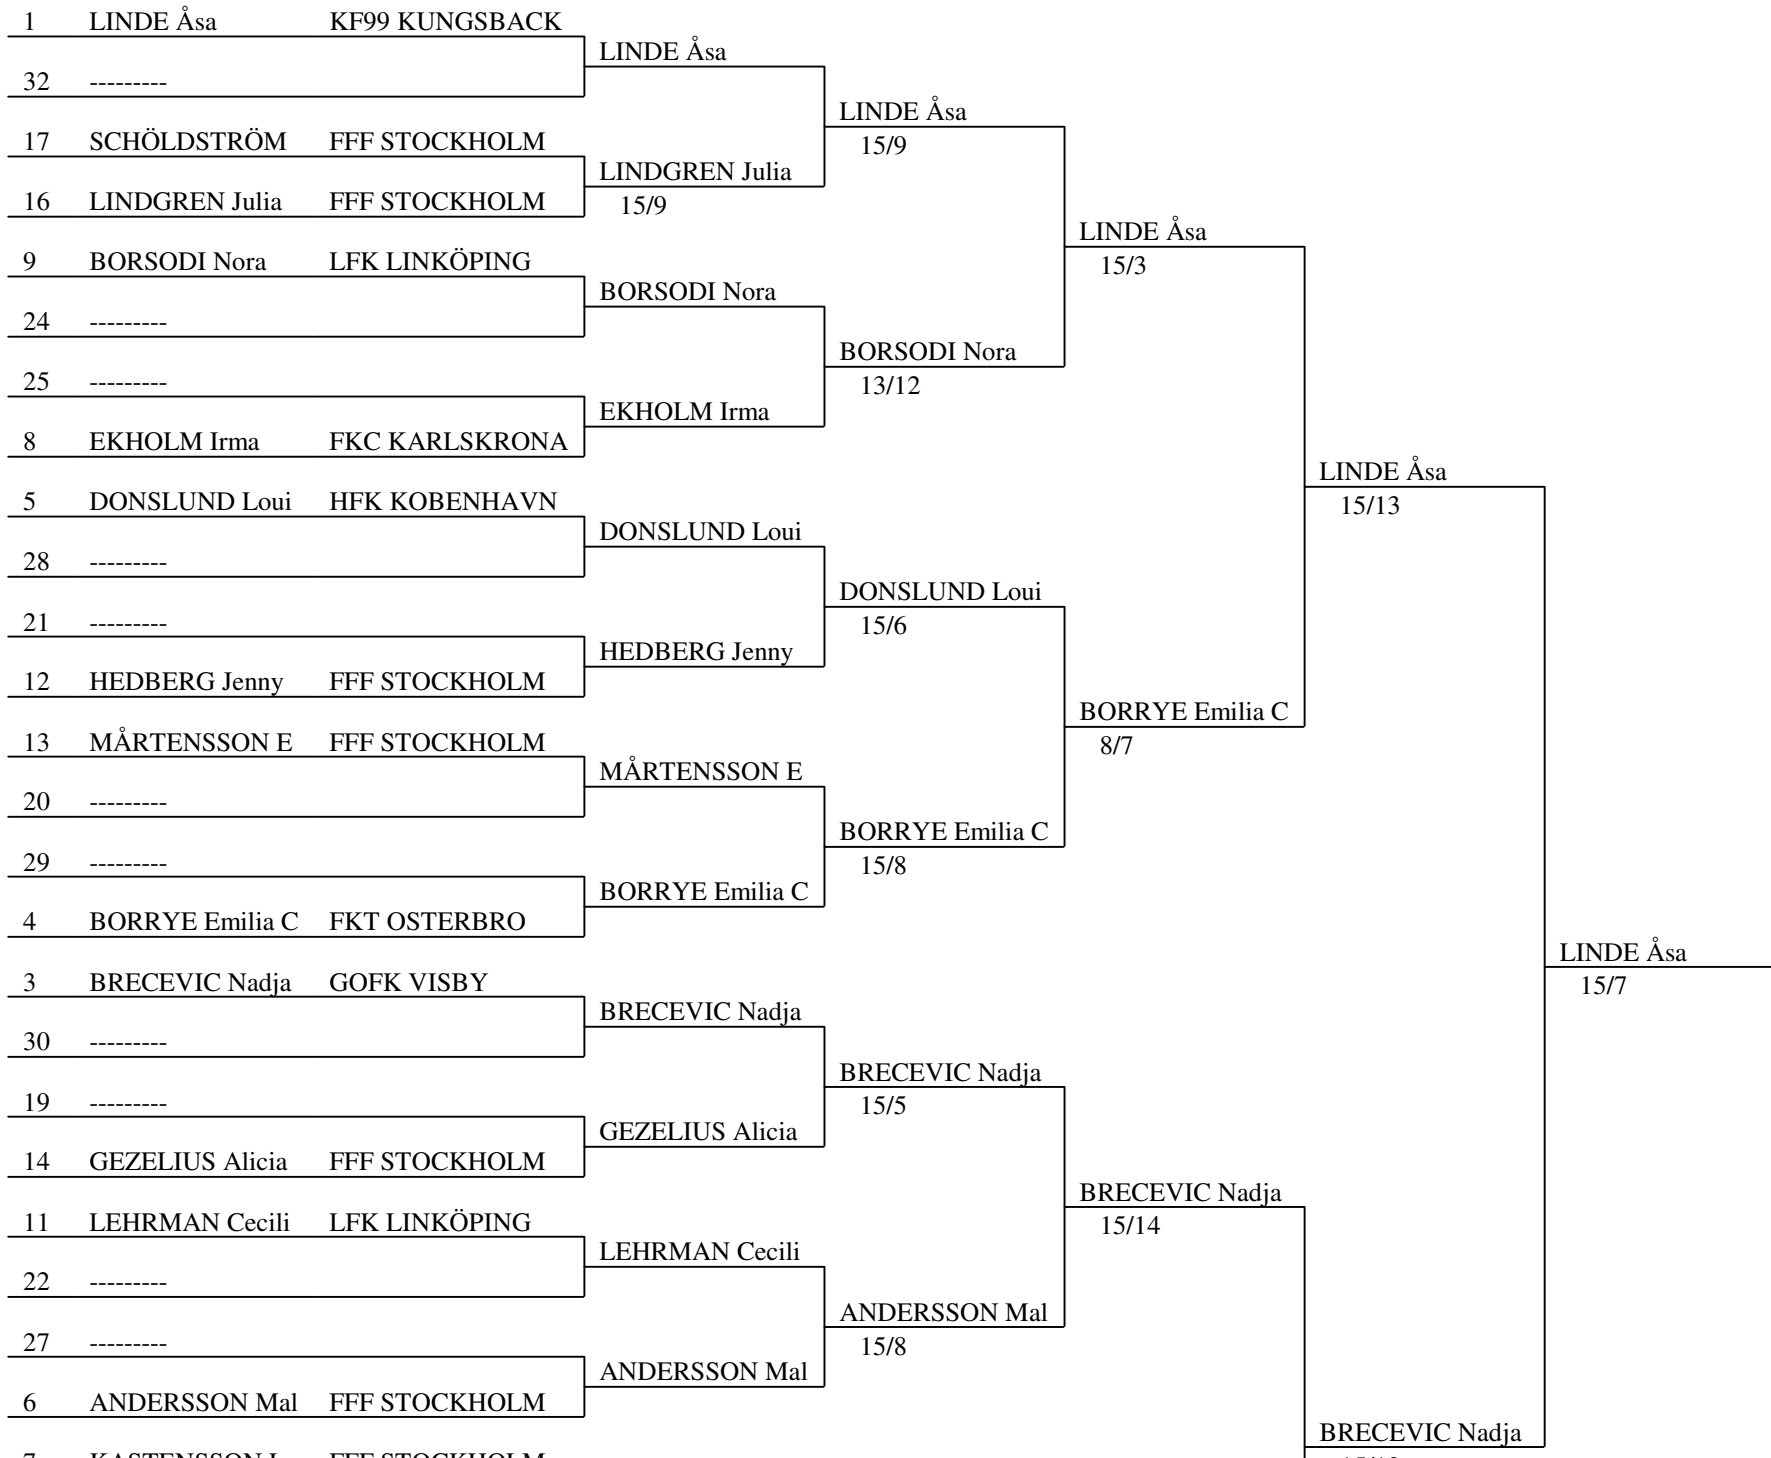 1 LINDE Åsa KF99 KUNGSBACK
LINDE Åsa
32 ---------
LINDE Åsa
17 SCHÖLDSTRÖM FFF STOCKHOLM
15/9
LINDGREN Julia
16 LINDGREN Julia FFF STOCKHOLM
15/9
LINDE Åsa
9 BORSODI Nora LFK LINKÖPING
15/3
BORSODI Nora
24 ---------
BORSODI Nora
25 ---------
13/12
EKHOLM Irma
8 EKHOLM Irma FKC KARLSKRONA
LINDE Åsa
5 DONSLUND Loui HFK KOBENHAVN
15/13
DONSLUND Loui
28 ---------
DONSLUND Loui
21 ---------
15/6
HEDBERG Jenny
12 HEDBERG Jenny FFF STOCKHOLM
BORRYE Emilia C
13 MÅRTENSSON E FFF STOCKHOLM
8/7
MÅRTENSSON E
20 ---------
BORRYE Emilia C
29 ---------
15/8
BORRYE Emilia C
4 BORRYE Emilia C FKT OSTERBRO
LINDE Åsa
3 BRECEVIC Nadja GOFK VISBY
15/7
BRECEVIC Nadja
30 ---------
BRECEVIC Nadja
19 ---------
15/5
GEZELIUS Alicia
14 GEZELIUS Alicia FFF STOCKHOLM
BRECEVIC Nadja
11 LEHRMAN Cecili LFK LINKÖPING
15/14
LEHRMAN Cecili
22 ---------
ANDERSSON Mal
27 ---------
15/8
ANDERSSON Mal
6 ANDERSSON Mal FFF STOCKHOLM
BRECEVIC Nadja